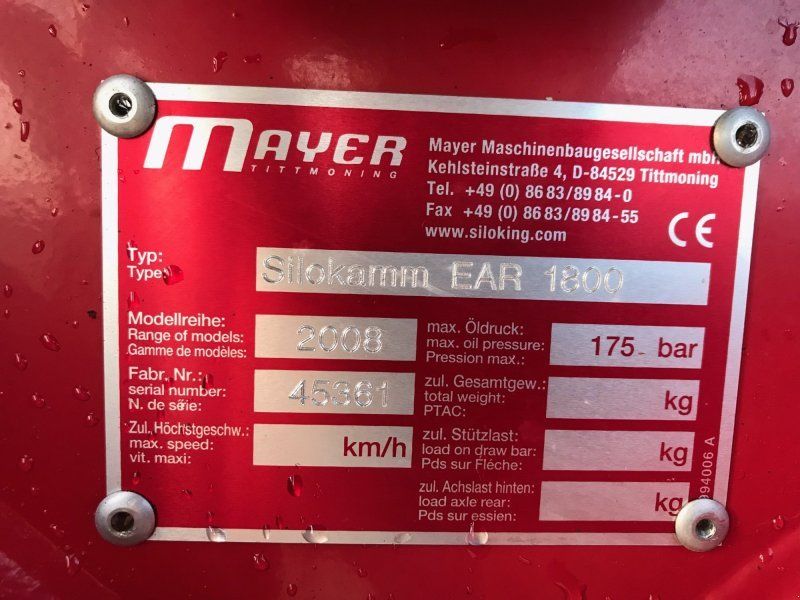 MAYER
TITTMONING
Mayer Maschinenbaugesellschaft mbH
Kehlsteinstraße 4, D-84529 Tittmoning
Tel. +49 (0) 86 83/89 84-0
Fax +49 (0) 86 83/89 84-55
www.siloking.com
CE
Typ:
Type:
Silokamm EAR 1800
Modellreihe:
Range of models:
Gamme de modèles:
2008
max. Öldruck:
max. oil pressure:
Pression max.:
175 bar
Fabr. Nr.:
serial number:
N. de série:
45361
zul. Gesamtgew.:
total weight:
PTAC:
kg
Zul. Höchstgeschw.:
max. speed:
vit. maxi:
km/h
zul. Stützlast:
load on draw bar:
Pds sur Fléche:
kg
zul. Achslast hinten:
load axle rear:
Pds sur essien:
kg
994006 A